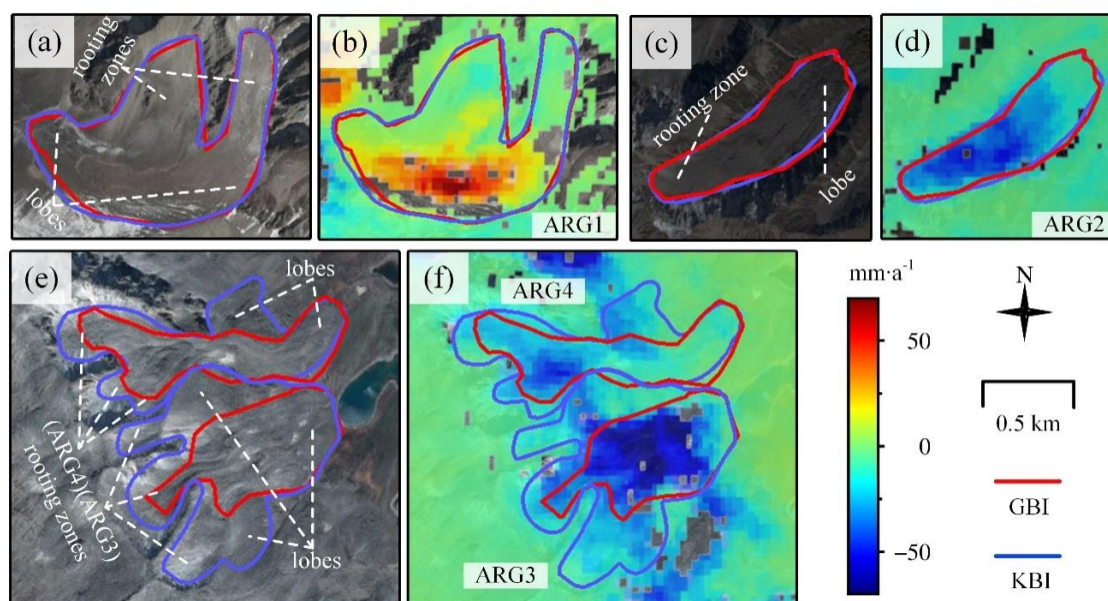 (a)
rooting
zones
lobes
(b)
ARG1
(c)
rooting zone
lobe
(d)
ARG2
(e)
lobes
(ARG4)(ARG3)
rooting zones
lobes
(f)
ARG4
ARG3
mm·a⁻¹
50
0
−50
N
0.5 km
GBI
KBI